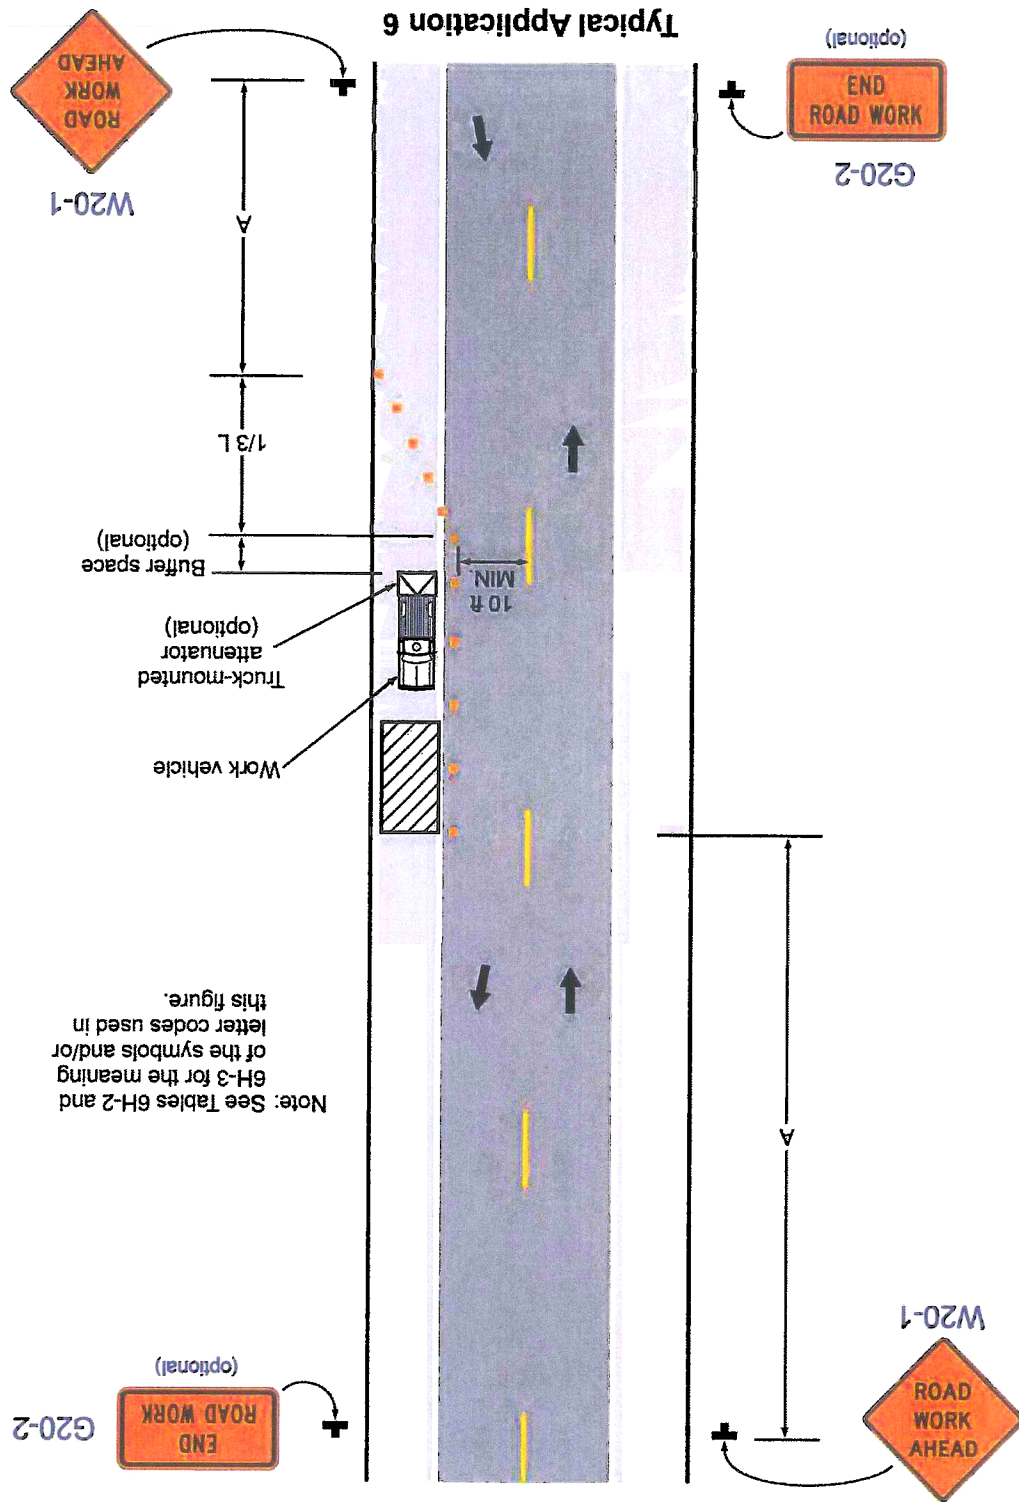 ROAD
WORK
AHEAD
W20-1
G20-2
END
ROAD WORK
(optional)
A
Note: See Tables 6H-2 and
6H-3 for the meaning
of the symbols and/or
letter codes used in
this figure.
Work vehicle
Truck-mounted
attenuator
(optional)
10 ft
MIN.
Buffer space
(optional)
1/3 L
A
G20-2
END
ROAD WORK
(optional)
W20-1
ROAD
WORK
AHEAD
Typical Application 6